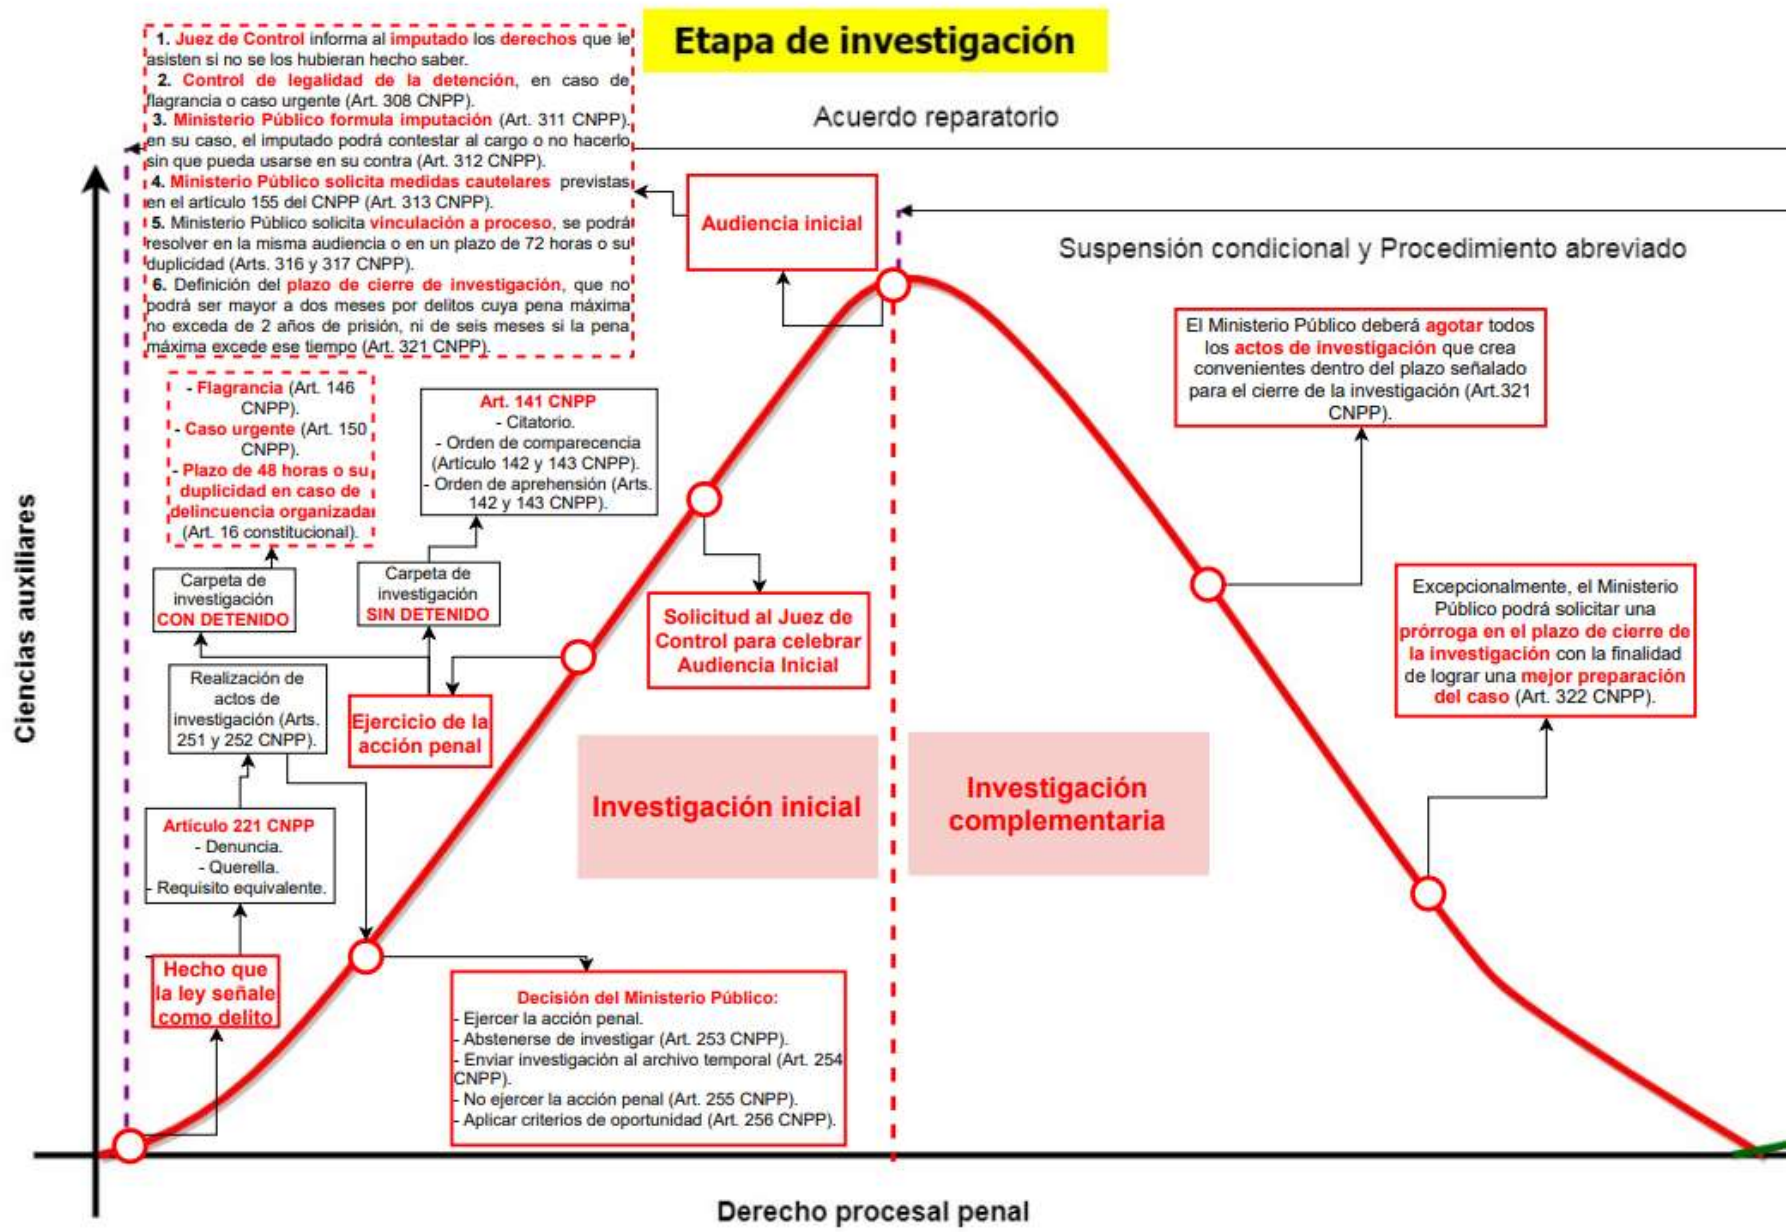 Etapa de investigación
1. Juez de Control informa al imputado los derechos que le
asisten si no se los hubieran hecho saber.
2. Control de legalidad de la detención, en caso de
flagrancia o caso urgente (Art. 308 CNPP).
3. Ministerio Público formula imputación (Art. 311 CNPP).
en su caso, el imputado podrá contestar al cargo o no hacerlo
sin que pueda usarse en su contra (Art. 312 CNPP).
4. Ministerio Público solicita medidas cautelares previstas
en el artículo 155 del CNPP (Art. 313 CNPP).
5. Ministerio Público solicita vinculación a proceso, se podrá
resolver en la misma audiencia o en un plazo de 72 horas o su
duplicidad (Arts. 316 y 317 CNPP).
6. Definición del plazo de cierre de investigación, que no
podrá ser mayor a dos meses por delitos cuya pena máxima
no exceda de 2 años de prisión, ni de seis meses si la pena
máxima excede ese tiempo (Art. 321 CNPP).
Acuerdo reparatorio
Audiencia inicial
Suspensión condicional y Procedimiento abreviado
- Flagrancia (Art. 146
CNPP).
- Caso urgente (Art. 150
CNPP).
- Plazo de 48 horas o su
duplicidad en caso de
delincuencia organizada
(Art. 16 constitucional).
Art. 141 CNPP
- Citatorio.
- Orden de comparecencia
(Artículo 142 y 143 CNPP).
- Orden de aprehensión (Arts.
142 y 143 CNPP).
El Ministerio Público deberá agotar todos
los actos de investigación que crea
convenientes dentro del plazo señalado
para el cierre de la investigación (Art.321
CNPP).
Carpeta de
investigación
CON DETENIDO
Carpeta de
investigación
SIN DETENIDO
Solicitud al Juez de
Control para celebrar
Audiencia Inicial
Excepcionalmente, el Ministerio
Público podrá solicitar una
prórroga en el plazo de cierre de
la investigación con la finalidad
de lograr una mejor preparación
del caso (Art. 322 CNPP).
Realización de
actos de
investigación (Arts.
251 y 252 CNPP).
Ejercicio de la
acción penal
Investigación inicial
Investigación
complementaria
Artículo 221 CNPP
- Denuncia.
- Querella.
- Requisito equivalente.
Hecho que
la ley señale
como delito
Decisión del Ministerio Público:
- Ejercer la acción penal.
- Abstenerse de investigar (Art. 253 CNPP).
- Enviar investigación al archivo temporal (Art. 254
CNPP).
- No ejercer la acción penal (Art. 255 CNPP).
- Aplicar criterios de oportunidad (Art. 256 CNPP).
Ciencias auxiliares
Derecho procesal penal